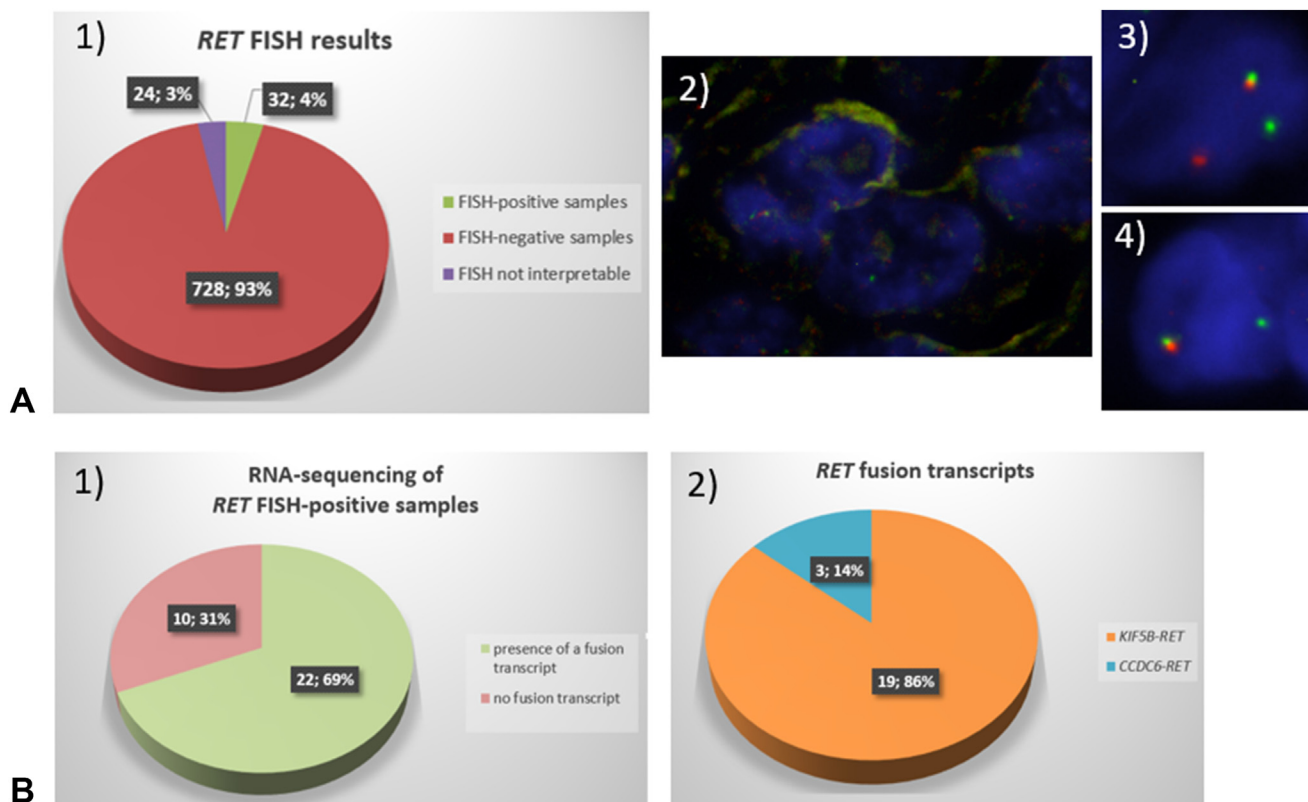 1)
RET FISH results
24; 3%
32; 4%
728; 93%
FISH-positive samples
FISH-negative samples
FISH not interpretable
2)
3)
4)
A
1)
RNA-sequencing of
RET FISH-positive samples
10; 31%
22; 69%
presence of a fusion
transcript
no fusion transcript
2)
RET fusion transcripts
3; 14%
19; 86%
KIF5B-RET
CCDC6-RET
B